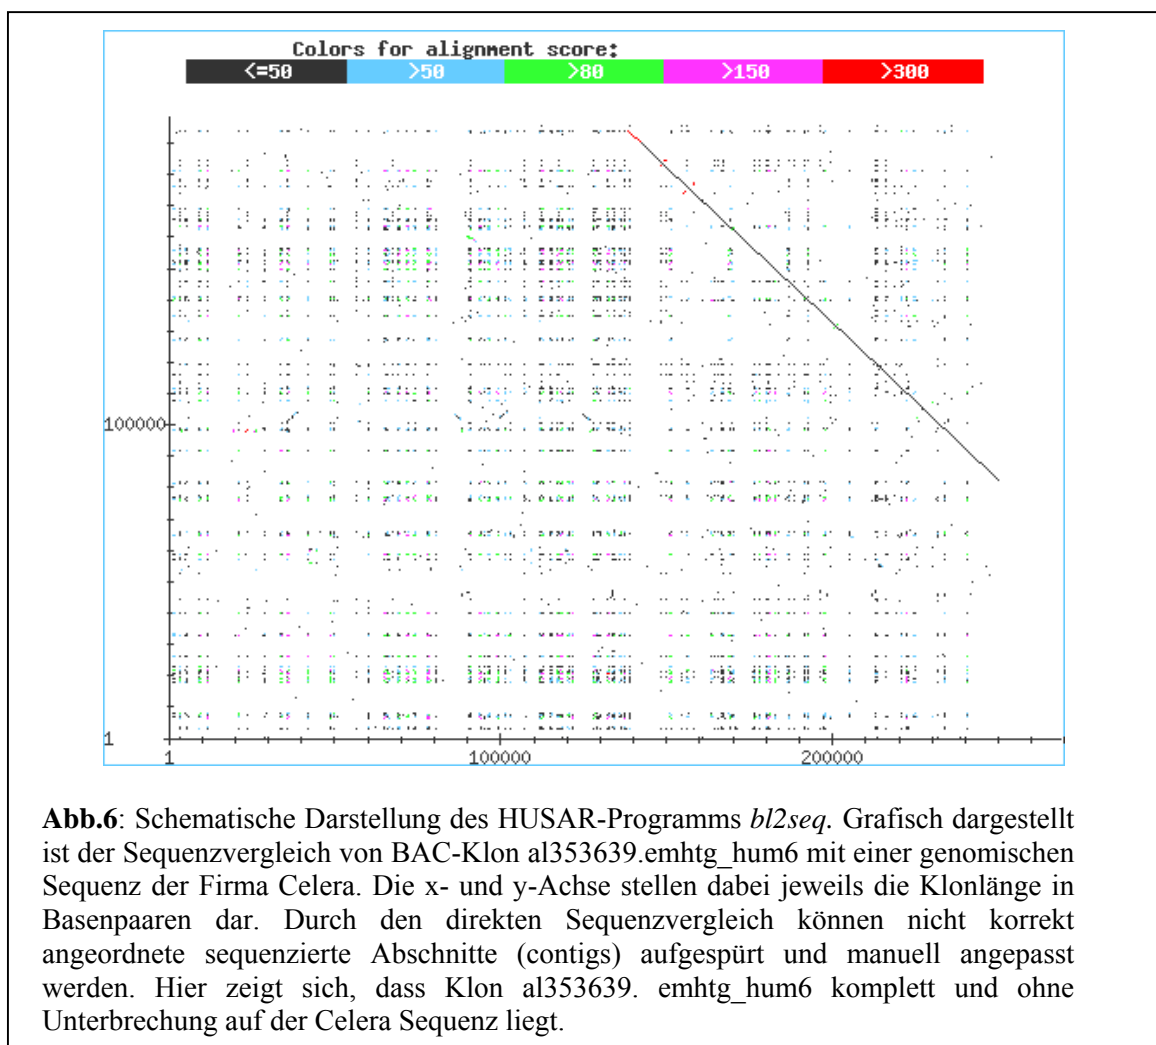 Colors for alignment score:
<=50 >50 >80 >150 >300
100000
1
1 100000 200000
Abb.6: Schematische Darstellung des HUSAR-Programms bl2seq. Grafisch dargestellt
ist der Sequenzvergleich von BAC-Klon al353639.emhtg_hum6 mit einer genomischen
Sequenz der Firma Celera. Die x- und y-Achse stellen dabei jeweils die Klonlänge in
Basenpaaren dar. Durch den direkten Sequenzvergleich können nicht korrekt
angeordnete sequenzierte Abschnitte (contigs) aufgespürt und manuell angepasst
werden. Hier zeigt sich, dass Klon al353639. emhtg_hum6 komplett und ohne
Unterbrechung auf der Celera Sequenz liegt.